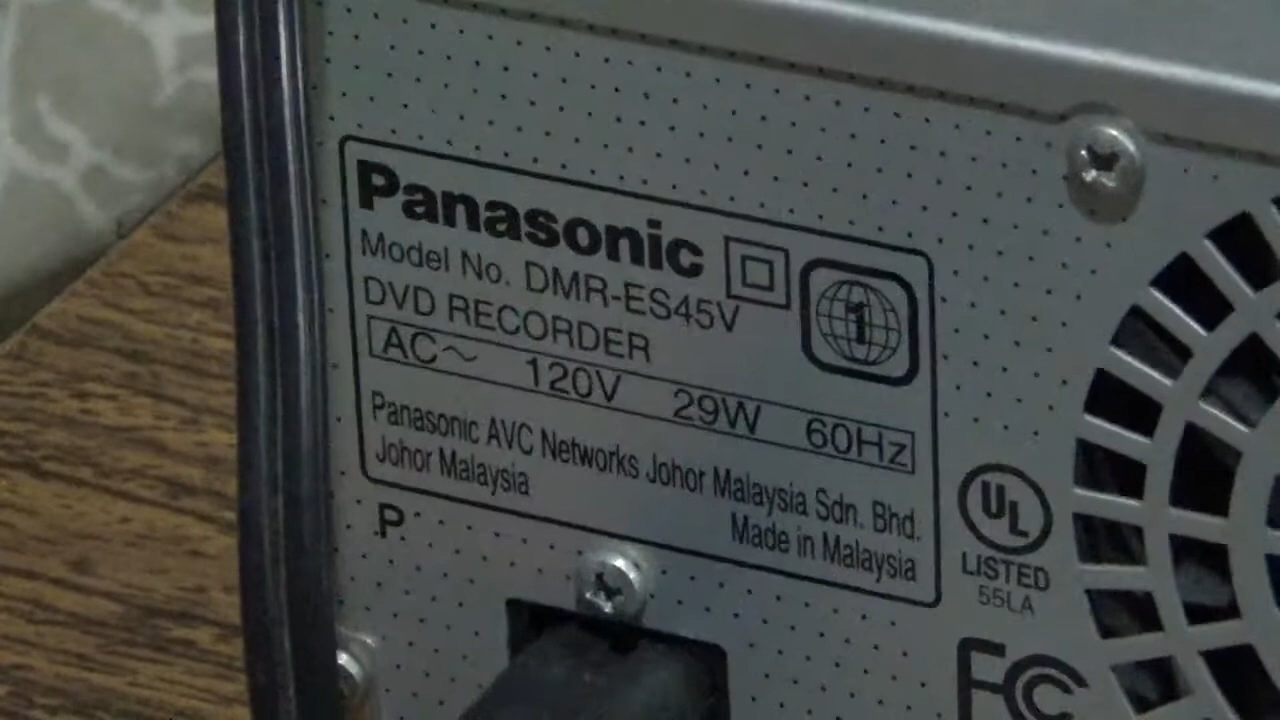 Panasonic
Model No. DMR-ES45V
DVD RECORDER
1
AC~ 120V 29W 60Hz
Panasonic AVC Networks Johor Malaysia Sdn. Bhd.
Johor Malaysia
Made in Malaysia
P
UL
LISTED
55LA
FC